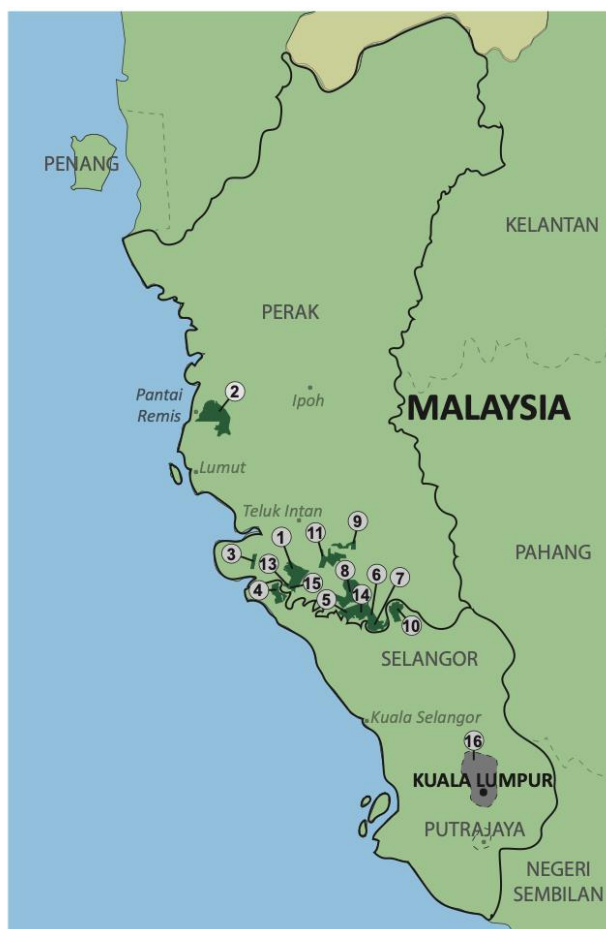 PENANG
KELANTAN
PERAK
2
Pantai
Remis
Ipoh
MALAYSIA
Lumut
Teluk Intan
9
1
11
3
13
8
6
7
PAHANG
15
4
5
14
10
SELANGOR
Kuala Selangor
16
KUALA LUMPUR
PUTRAJAYA
NEGERI
SEMBILAN